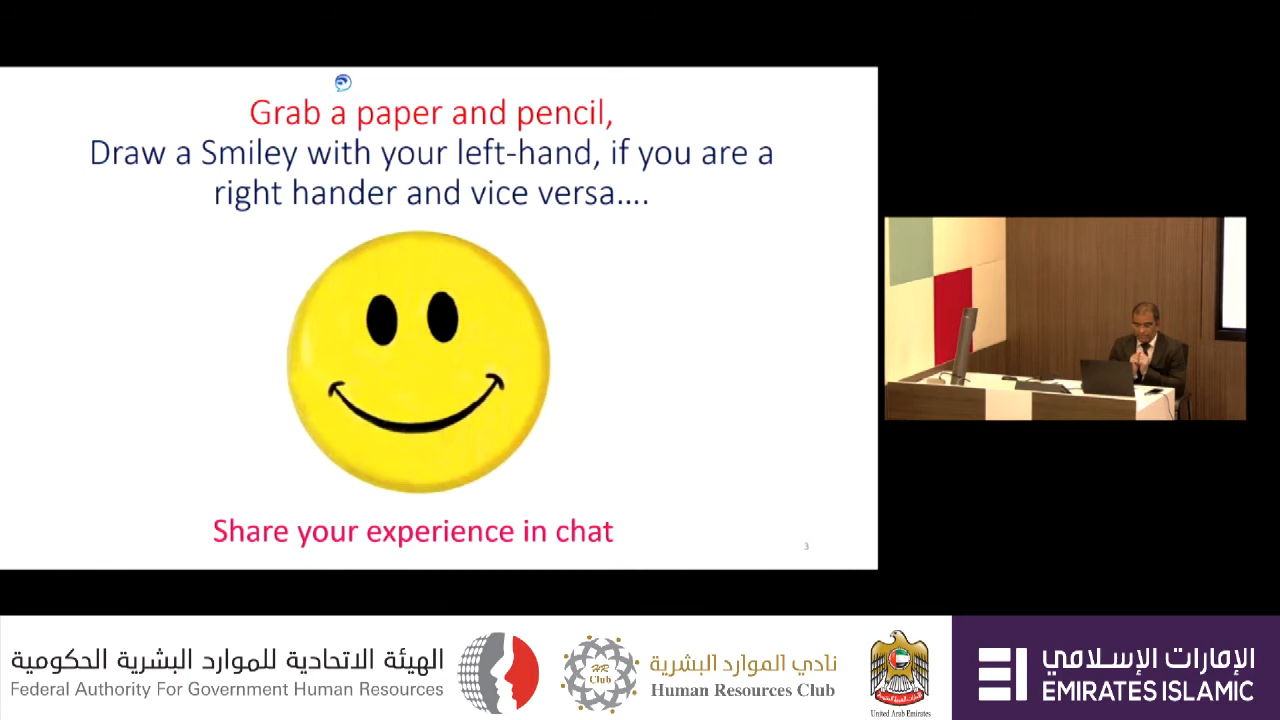 Grab a paper and pencil,
Draw a Smiley with your left-hand, if you are a
right hander and vice versa....
Share your experience in chat
3
الهيئة الاتحادية للموارد البشرية الحكومية
Federal Authority For Government Human Resources
HR
Club
نادي الموارد البشرية
Human Resources Club
United Arab Emirates
الإمارات الإسلامي
EMIRATES ISLAMIC